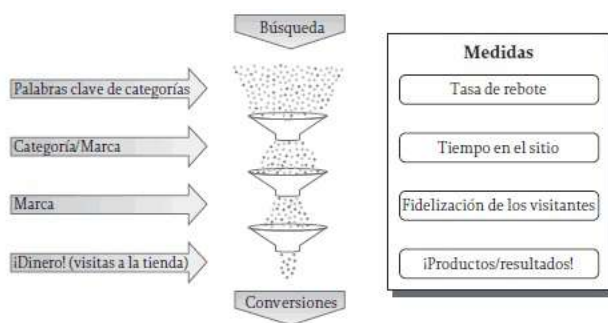 Búsqueda
Palabras clave de categorías
Categoría/Marca
Marca
¡Dinero! (visitas a la tienda)
Conversiones
Medidas
Tasa de rebote
Tiempo en el sitio
Fidelización de los visitantes
¡Productos/resultados!